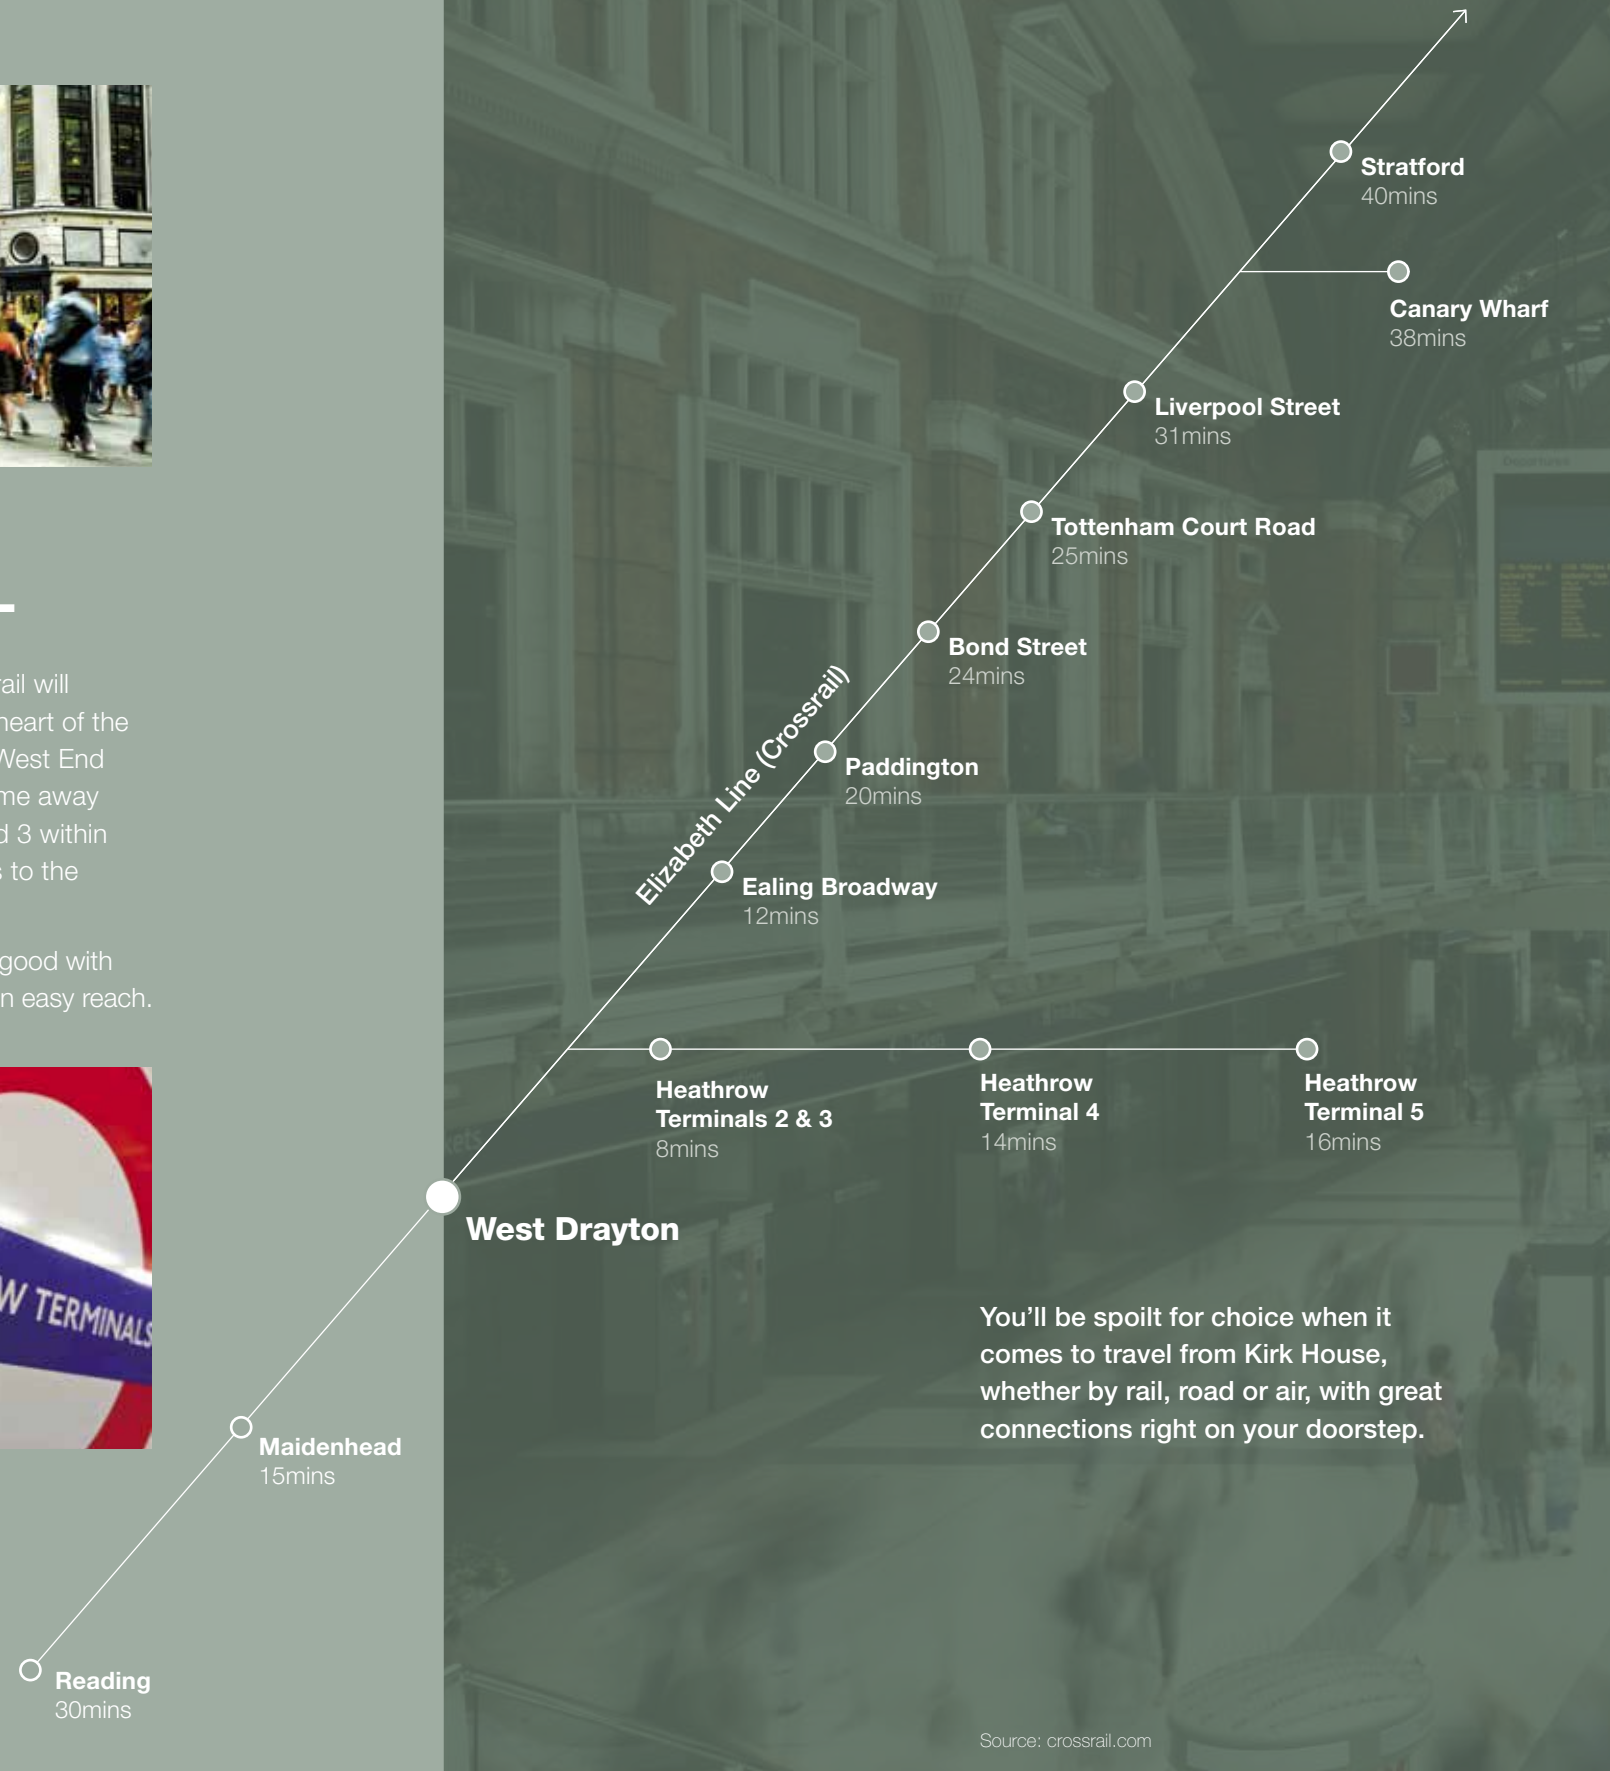 ail will
heart of the
West End
me away
d 3 within
s to the
good with
n easy reach.
W TERMINALS
Stratford
40mins
Canary Wharf
38mins
Liverpool Street
31mins
Tottenham Court Road
25mins
Bond Street
24mins
Elizabeth Line (Crossrail)
Paddington
20mins
Ealing Broadway
12mins
Heathrow
Terminals 2 & 3
8mins
Heathrow
Terminal 4
14mins
Heathrow
Terminal 5
16mins
West Drayton
Maidenhead
15mins
Reading
30mins
You’ll be spoilt for choice when it
comes to travel from Kirk House,
whether by rail, road or air, with great
connections right on your doorstep.
Source: crossrail.com
Departures